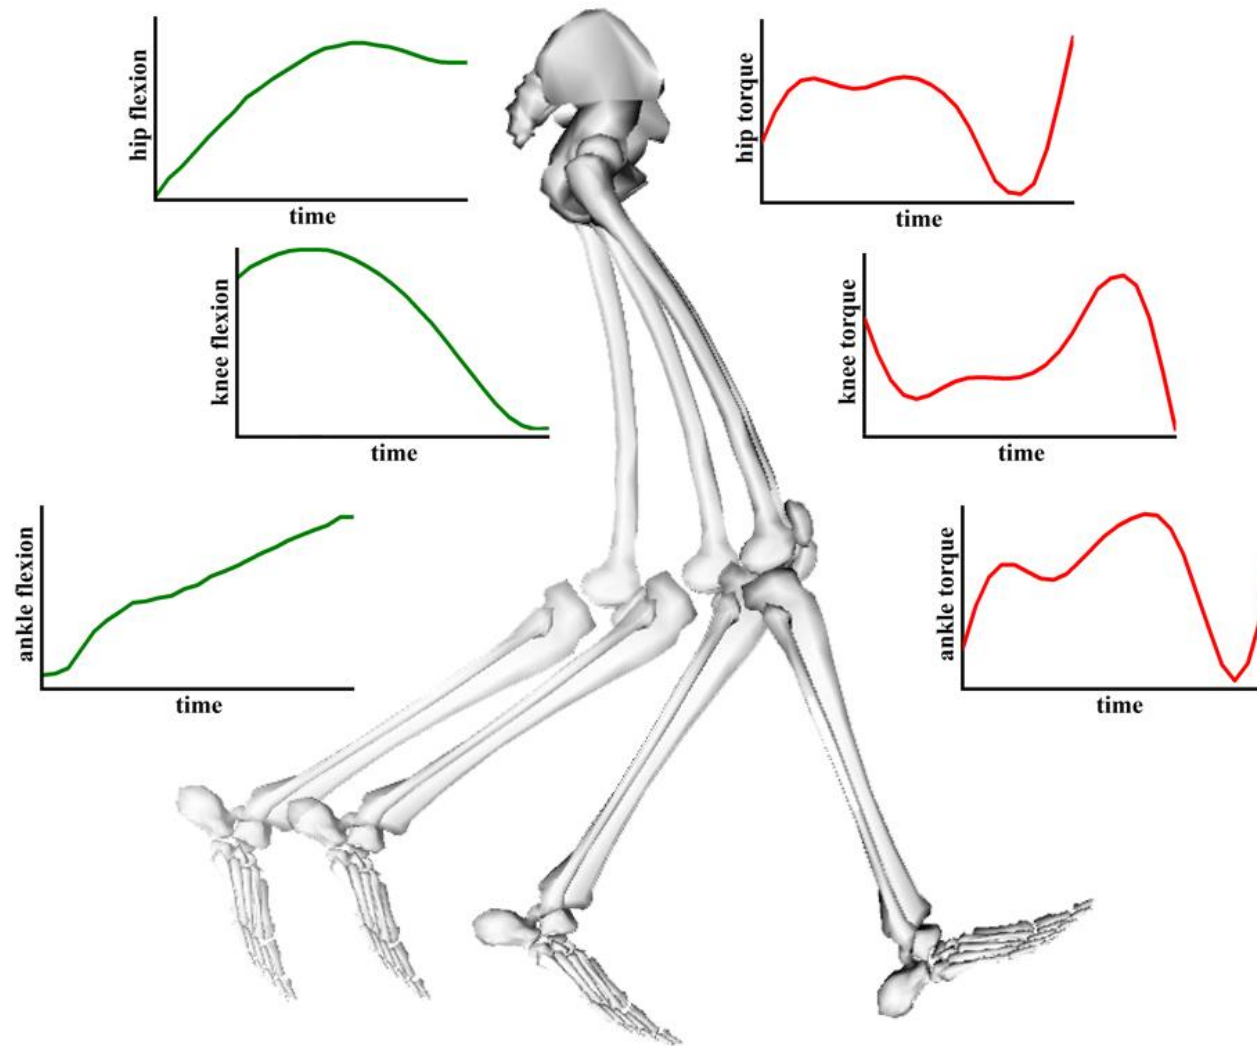 hip flexion
time
hip torque
time
knee flexion
time
knee torque
time
ankle flexion
time
ankle torque
time